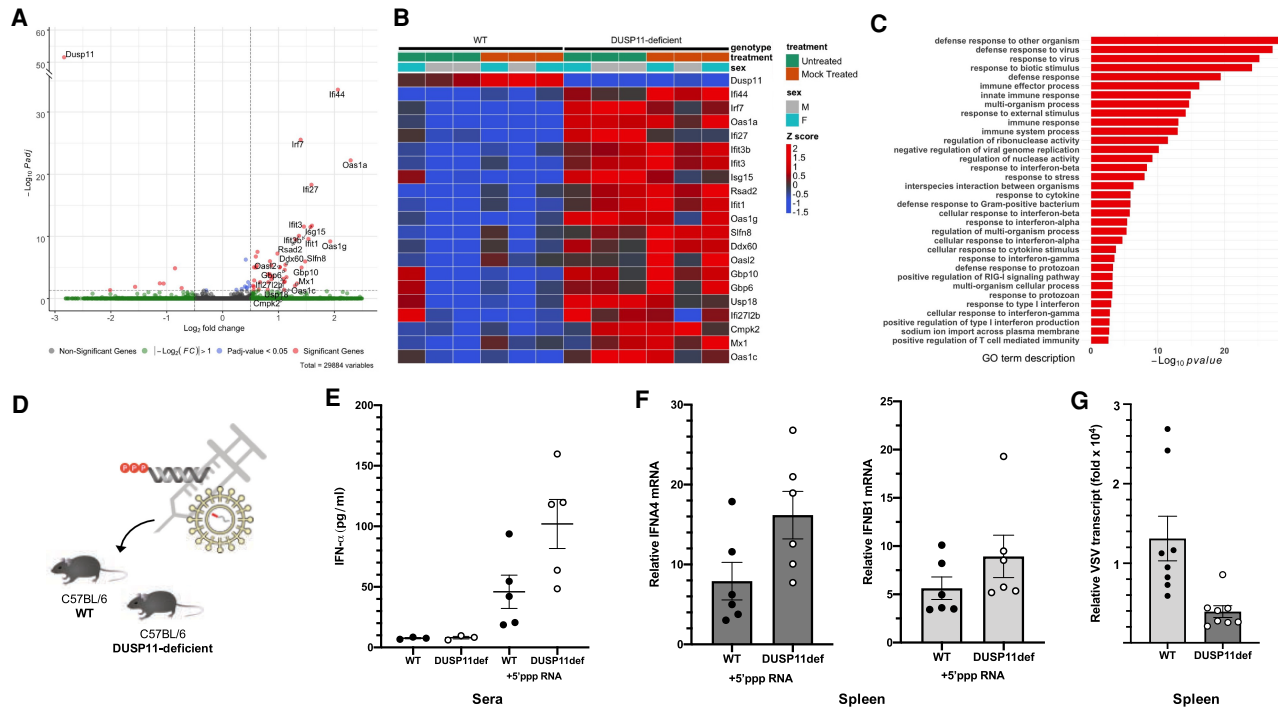 A
60
50
30
20
10
0
−Log₁₀ Padj
Dusp11
Ifi44
Irf7
Oas1a
Ifi27
Ifit3
Isg15
Ifit3b
Ifit1
Oas1g
Rsad2
Ddx60
Slfn8
Oasl2
Gbp10
Gbp6
Mx1
Ifi27l2b
Oas1c
Usp18
Cmpk2
-3
-2
-1
0
1
2
Log₂ fold change
Non-Significant Genes
|−Log₂(FC)| > 1
Padj-value < 0.05
Significant Genes
Total = 29884 variables
B
WT
DUSP11-deficient
genotype
treatment
sex
Dusp11
Ifi44
Irf7
Oas1a
Ifi27
Ifit3b
Ifit3
Isg15
Rsad2
Ifit1
Oas1g
Slfn8
Ddx60
Oasl2
Gbp10
Gbp6
Usp18
Ifi27l2b
Cmpk2
Mx1
Oas1c
treatment
Untreated
Mock Treated
sex
M
F
Z score
2
1.5
1
0.5
0
-0.5
-1
-1.5
C
defense response to other organism
defense response to virus
response to virus
response to biotic stimulus
defense response
immune effector process
innate immune response
multi-organism process
response to external stimulus
immune response
immune system process
regulation of ribonuclease activity
negative regulation of viral genome replication
regulation of nuclease activity
response to interferon-beta
response to stress
interspecies interaction between organisms
response to cytokine
defense response to Gram-positive bacterium
cellular response to interferon-beta
response to interferon-alpha
regulation of multi-organism process
cellular response to interferon-alpha
cellular response to cytokine stimulus
response to interferon-gamma
defense response to protozoan
positive regulation of RIG-I signaling pathway
multi-organism cellular process
response to protozoan
response to type I interferon
cellular response to interferon-gamma
positive regulation of type I interferon production
sodium ion import across plasma membrane
positive regulation of T cell mediated immunity
0
10
20
GO term description
−Log₁₀ pvalue
D
P P P
C57BL/6
WT
C57BL/6
DUSP11-deficient
E
IFN-α (pg/ml)
200
150
100
50
0
WT
DUSP11def
WT
DUSP11def
+5'ppp RNA
Sera
F
Relative IFNA4 mRNA
30
20
10
0
WT
DUSP11def
+5'ppp RNA
Relative IFNB1 mRNA
25
20
15
10
5
0
WT
DUSP11def
+5'ppp RNA
Spleen
G
Relative VSV transcript (fold x 10⁴)
3
2
1
WT
DUSP11def
Spleen